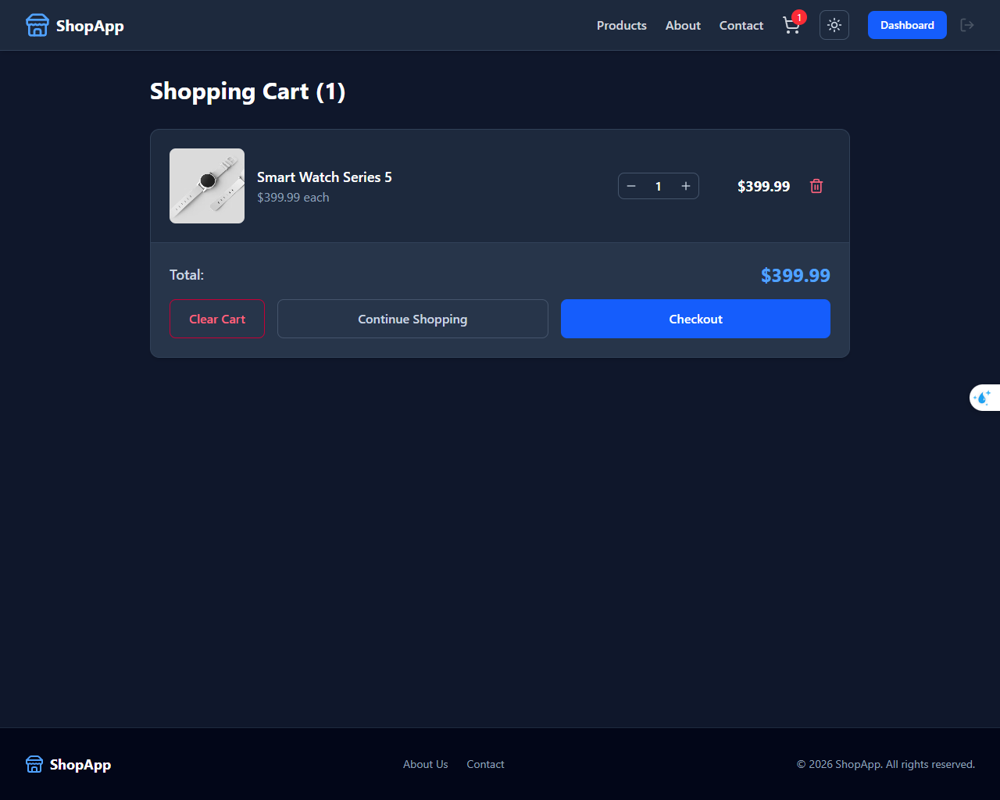 ShopApp
Products
About
Contact
1
Dashboard
Shopping Cart (1)
Smart Watch Series 5
$399.99 each
1
$399.99
Total:
$399.99
Clear Cart
Continue Shopping
Checkout
ShopApp
About Us
Contact
© 2026 ShopApp. All rights reserved.